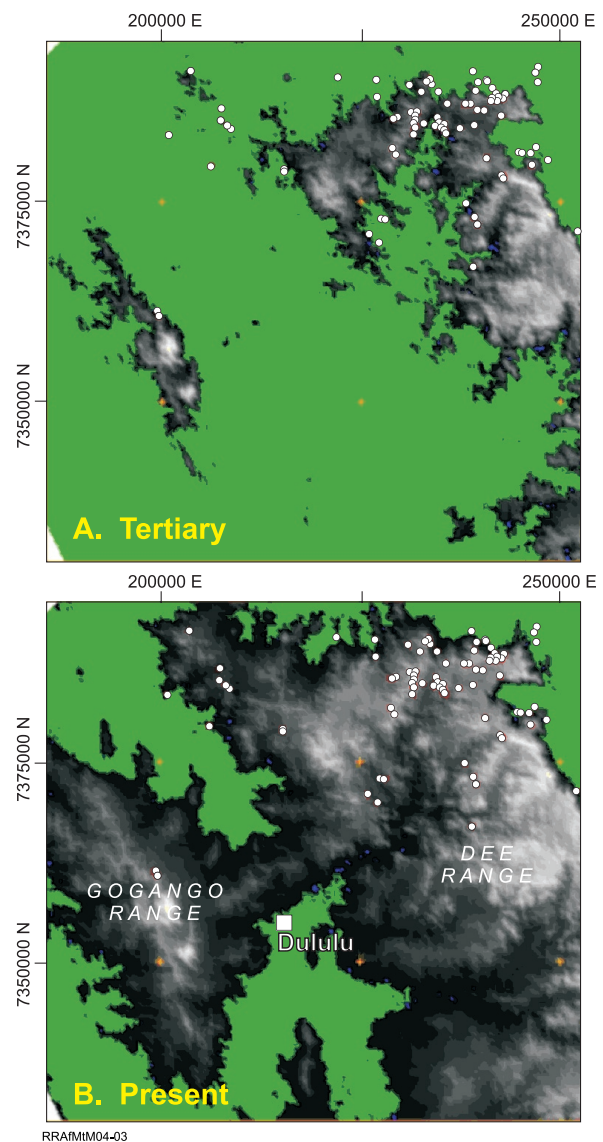 200000 E 250000 E
7375000 N
7350000 N
A. Tertiary
200000 E 250000 E
7375000 N
DEE
RANGE
GOGANGO
RANGE
Dululu
7350000 N
B. Present
RRAfMtM04-03